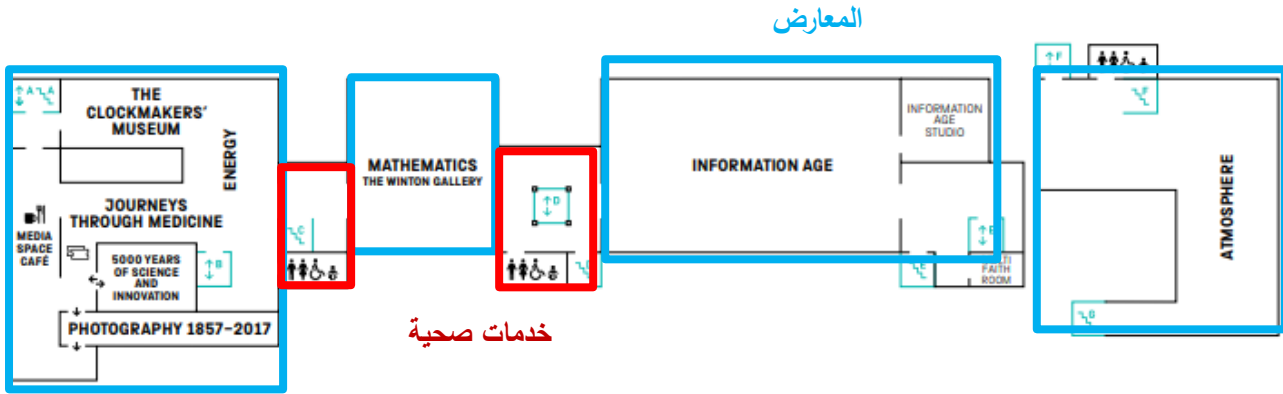 المعارض
THE
CLOCKMAKERS'
MUSEUM
A
A
ENERGY
JOURNEYS
THROUGH MEDICINE
MEDIA
SPACE
CAFÉ
5000 YEARS
OF SCIENCE
AND
INNOVATION
B
PHOTOGRAPHY 1857–2017
C
MATHEMATICS
THE WINTON GALLERY
D
خدمات صحية
INFORMATION AGE
INFORMATION
AGE
STUDIO
E
E
FAITH
ROOM
F
F
ATMOSPHERE
G